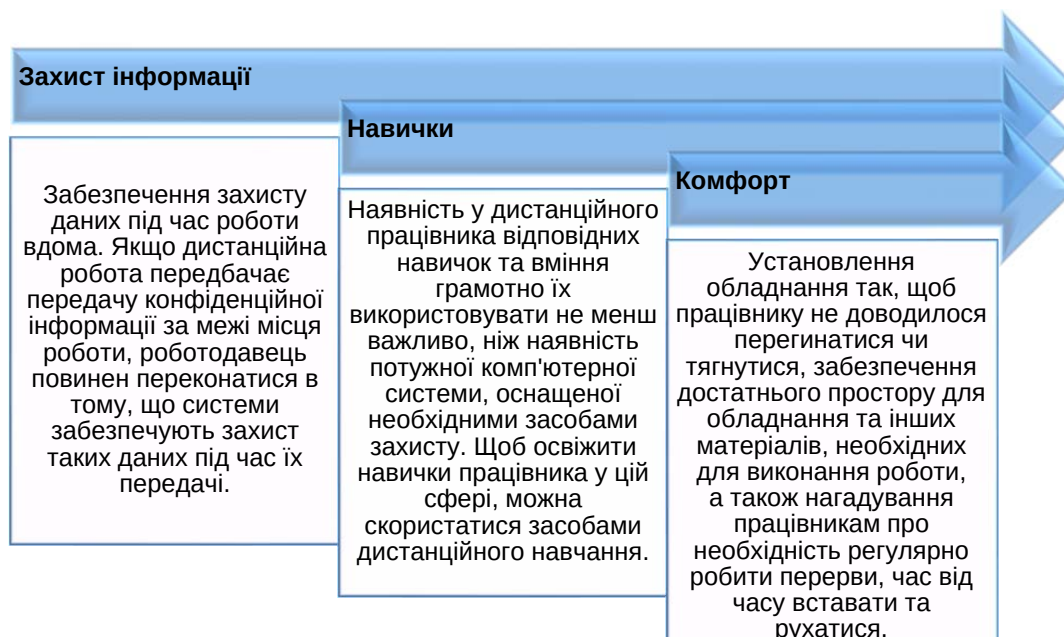 Захист інформації
Забезпечення захисту
даних під час роботи
вдома. Якщо дистанційна
робота передбачає
передачу конфіденційної
інформації за межі місця
роботи, роботодавець
повинен переконатися в
тому, що системи
забезпечують захист
таких даних під час їх
передачі.
Навички
Наявність у дистанційного
працівника відповідних
навичок та вміння
грамотно їх
використовувати не менш
важливо, ніж наявність
потужної комп'ютерної
системи, оснащеної
необхідними засобами
захисту. Щоб освіжити
навички працівника у цій
сфері, можна
скористатися засобами
дистанційного навчання.
Комфорт
Установлення
обладнання так, щоб
працівнику не доводилося
перегинатися чи
тягнутися, забезпечення
достатнього простору для
обладнання та інших
матеріалів, необхідних
для виконання роботи,
а також нагадування
працівникам про
необхідність регулярно
робити перерви, час від
часу вставати та
рухатися.